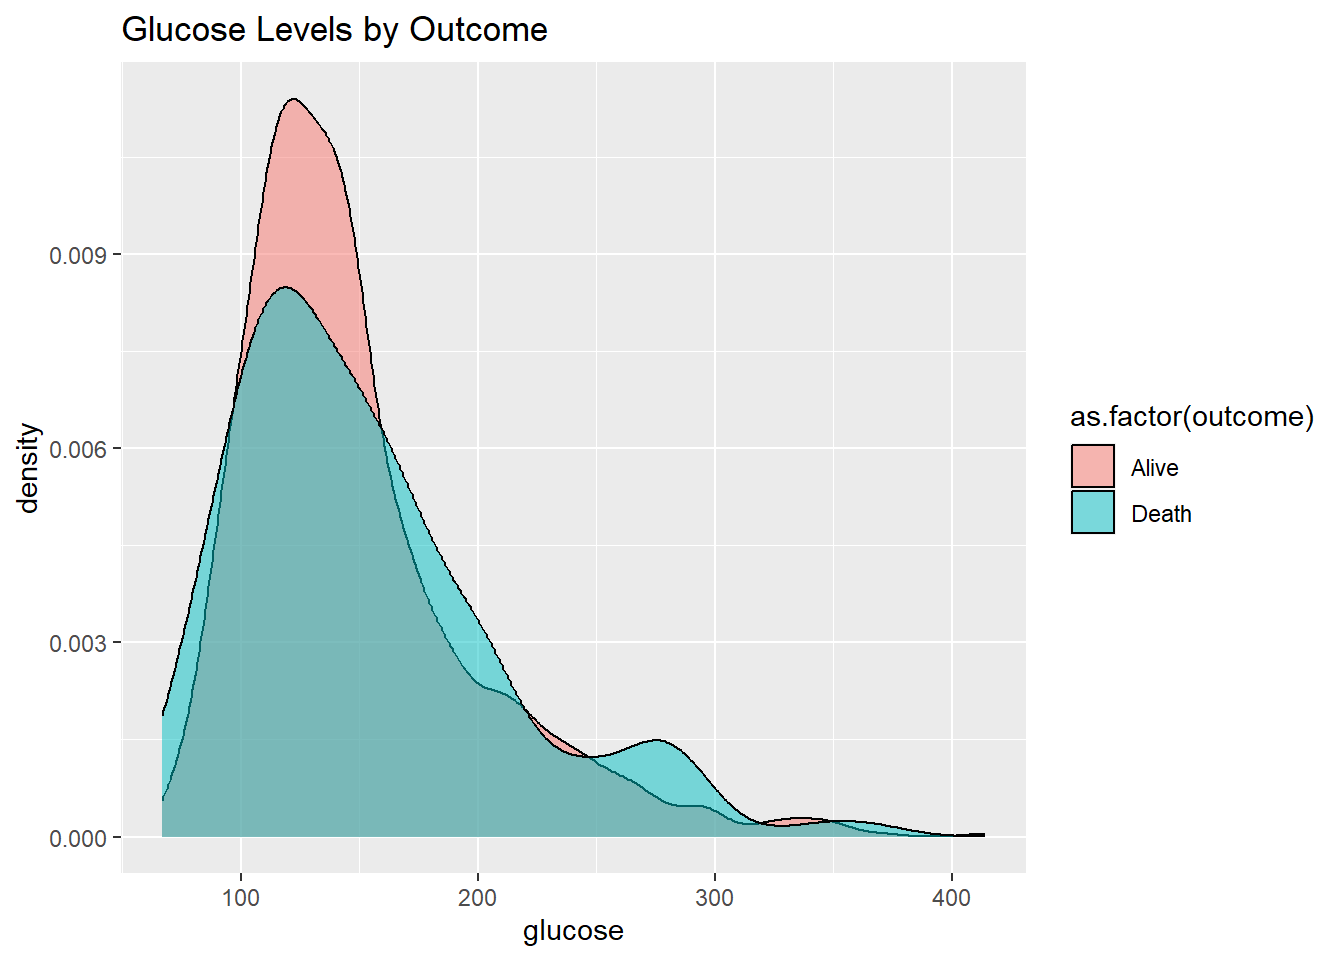 Glucose Levels by Outcome
0.009
0.006
0.003
0.000
density
100 200 300 400
glucose
as.factor(outcome)
Alive
Death